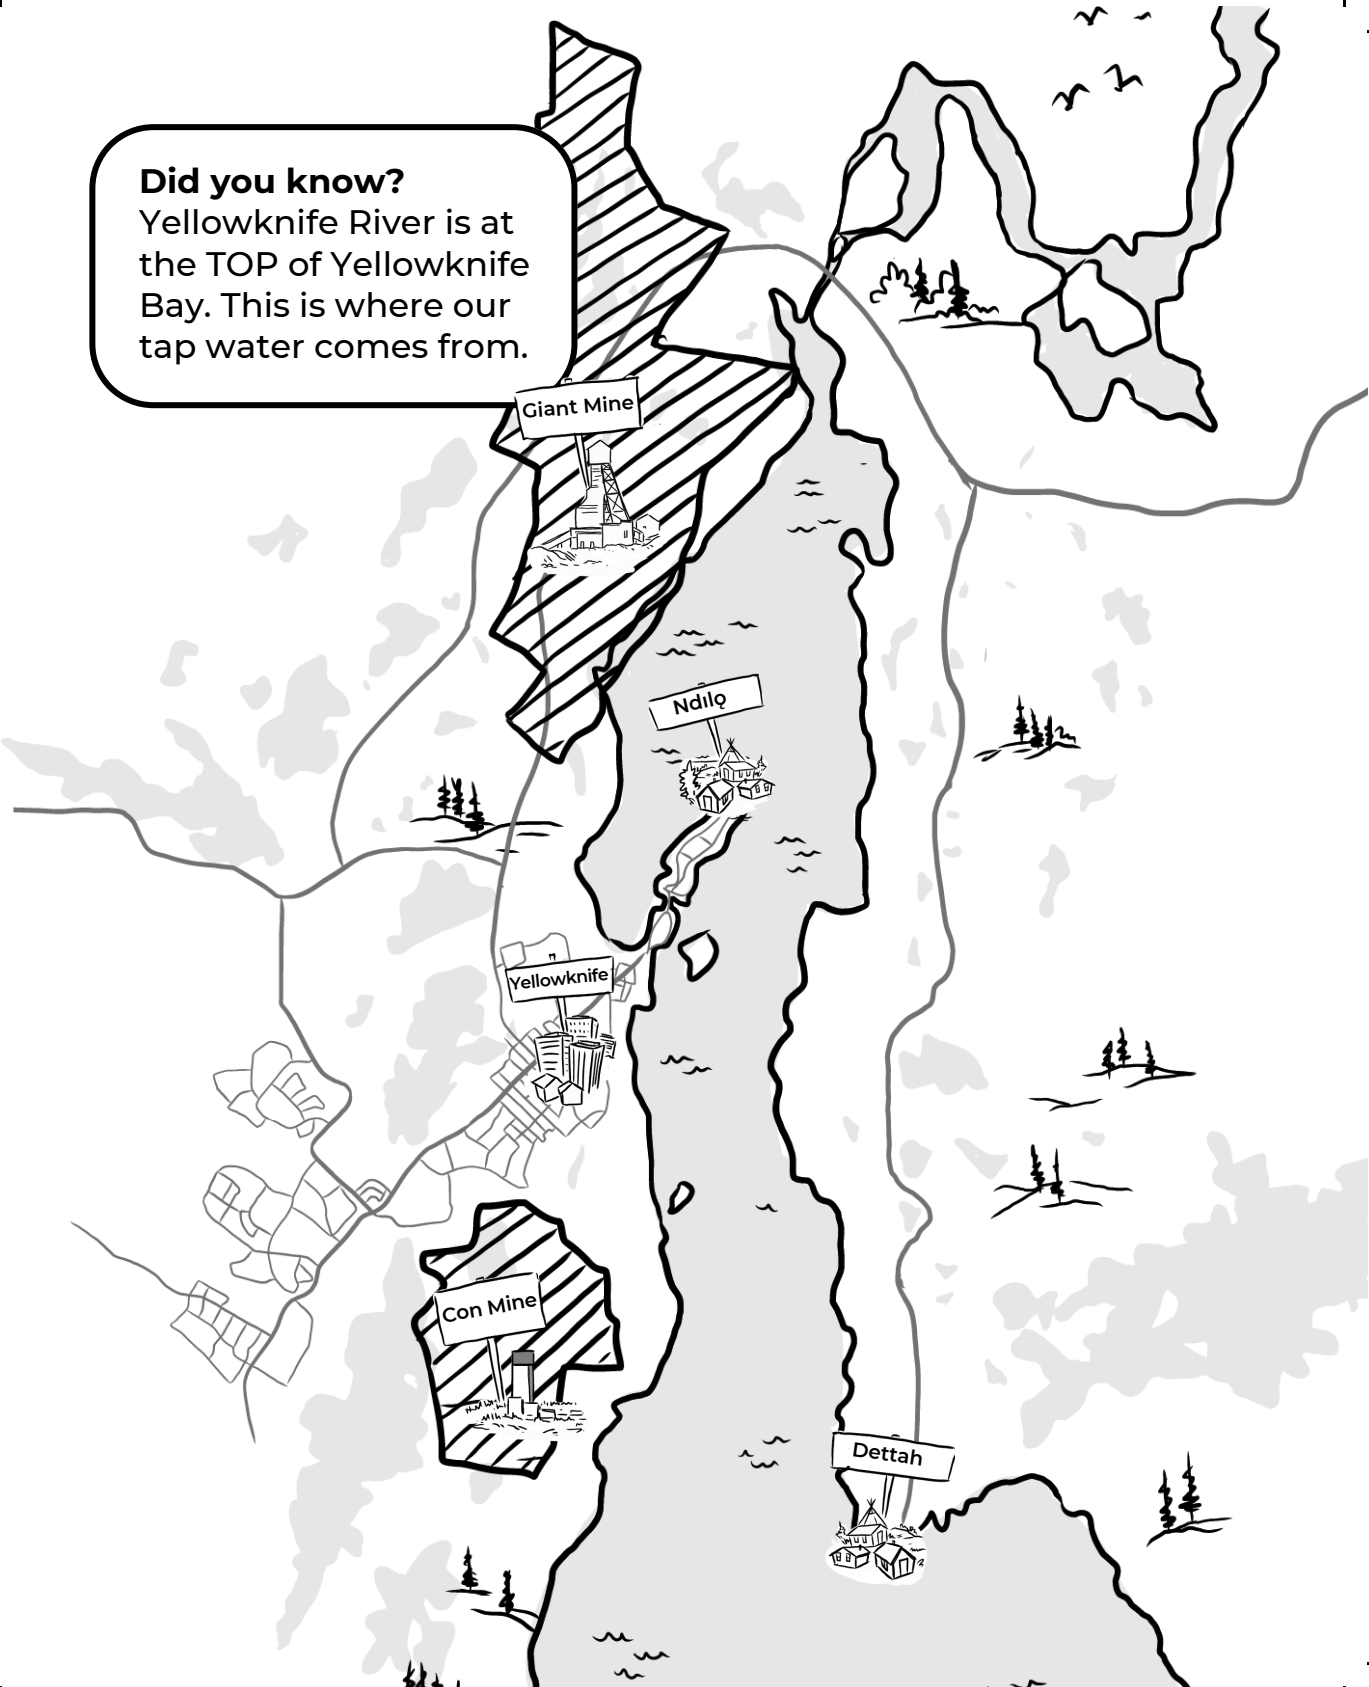 Did you know?
Yellowknife River is at
the TOP of Yellowknife
Bay. This is where our
tap water comes from.
Giant Mine
Ndılǫ
Yellowknife
Con Mine
Dettah